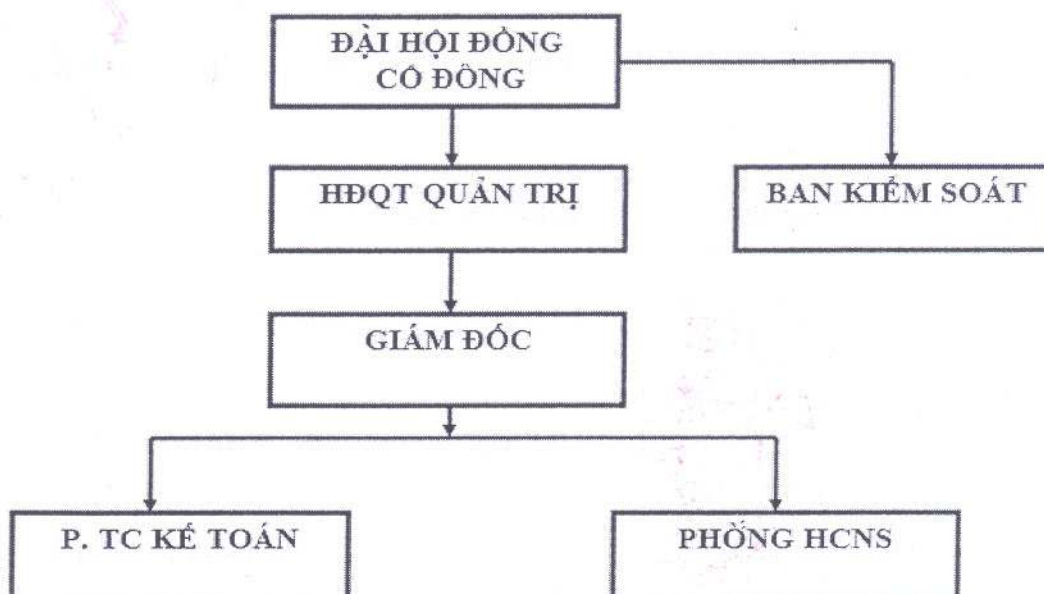 ĐẠI HỘI ĐỒNG
CỔ ĐÔNG
HĐQT QUẢN TRỊ
BAN KIỂM SOÁT
GIÁM ĐỐC
P. TC KẾ TOÁN
PHÒNG HCNS